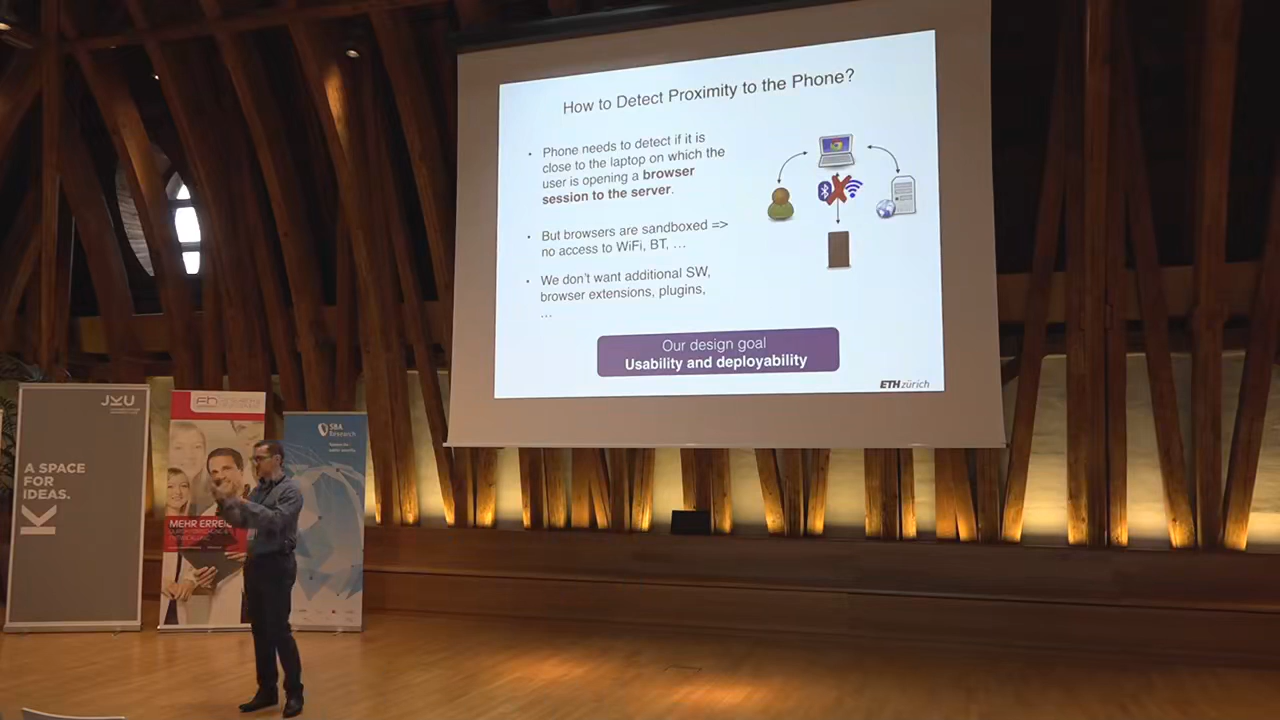 How to Detect Proximity to the Phone?
• Phone needs to detect if it is
close to the laptop on which the
user is opening a browser
session to the server.
• But browsers are sandboxed =>
no access to WiFi, BT, …
• We don't want additional SW,
browser extensions, plugins,
…
Our design goal
Usability and deployability
ETH zürich
JKU
A SPACE
FOR
IDEAS.
K
MEHR ERREIC
SBA
Research